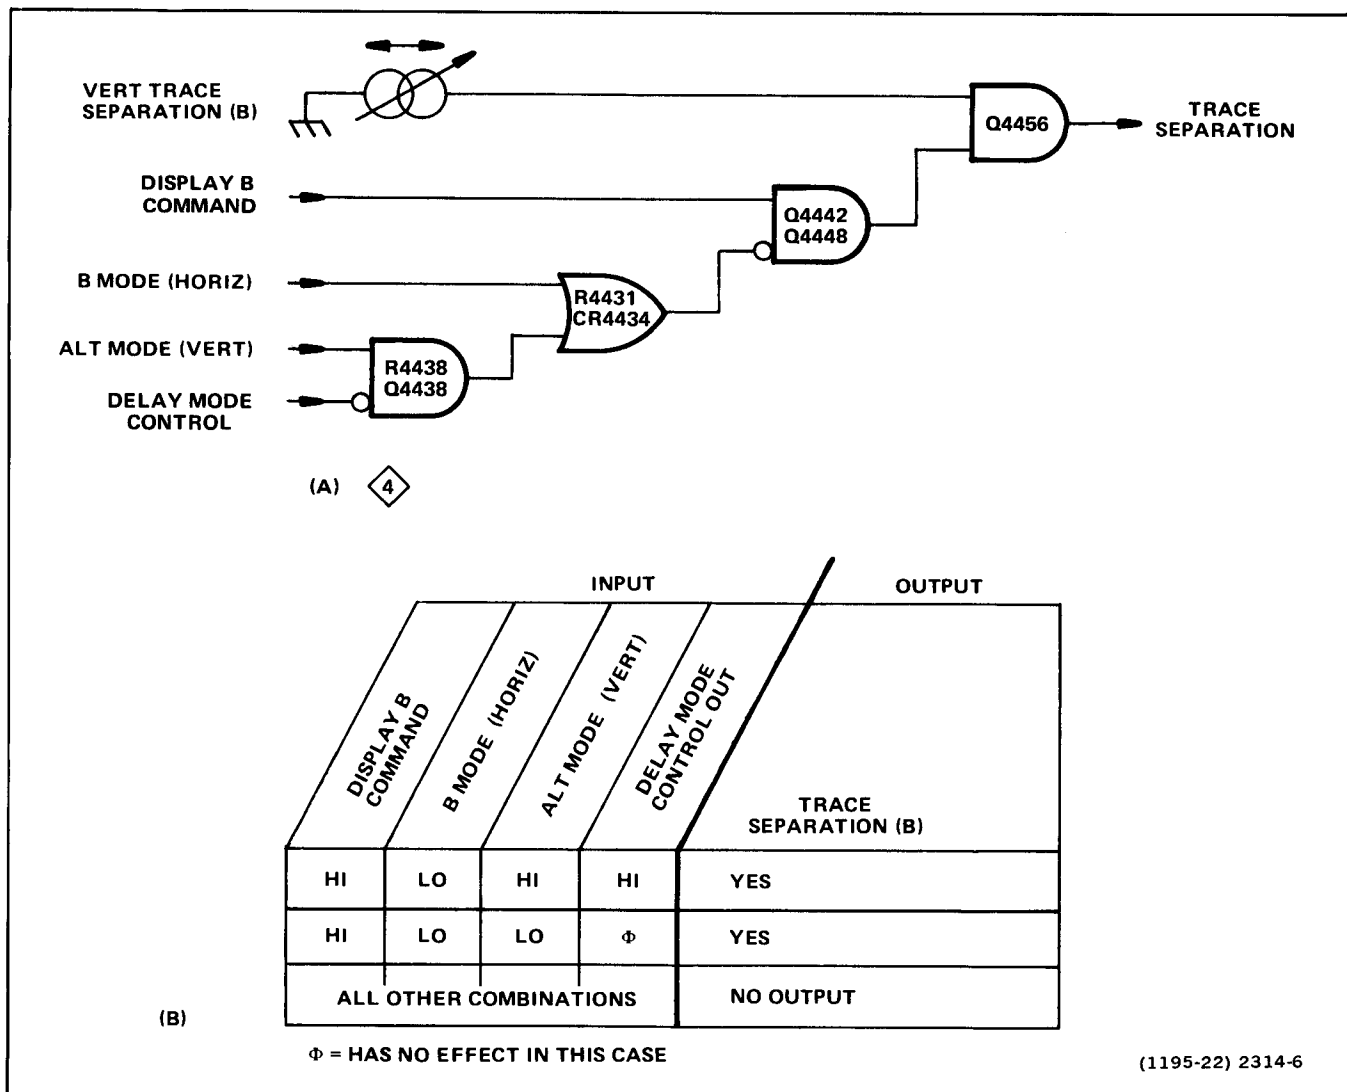 VERT TRACE
SEPARATION (B)
Q4456
TRACE
SEPARATION
DISPLAY B
COMMAND
Q4442
Q4448
B MODE (HORIZ)
R4431
CR4434
ALT MODE (VERT)
R4438
Q4438
DELAY MODE
CONTROL
(A) 4
INPUT
OUTPUT
DISPLAY B
COMMAND
B MODE (HORIZ)
ALT MODE (VERT)
DELAY MODE
CONTROL OUT
TRACE
SEPARATION (B)
HI LO HI HI YES
HI LO LO Φ YES
ALL OTHER COMBINATIONS NO OUTPUT
(B)
Φ = HAS NO EFFECT IN THIS CASE
(1195-22) 2314-6